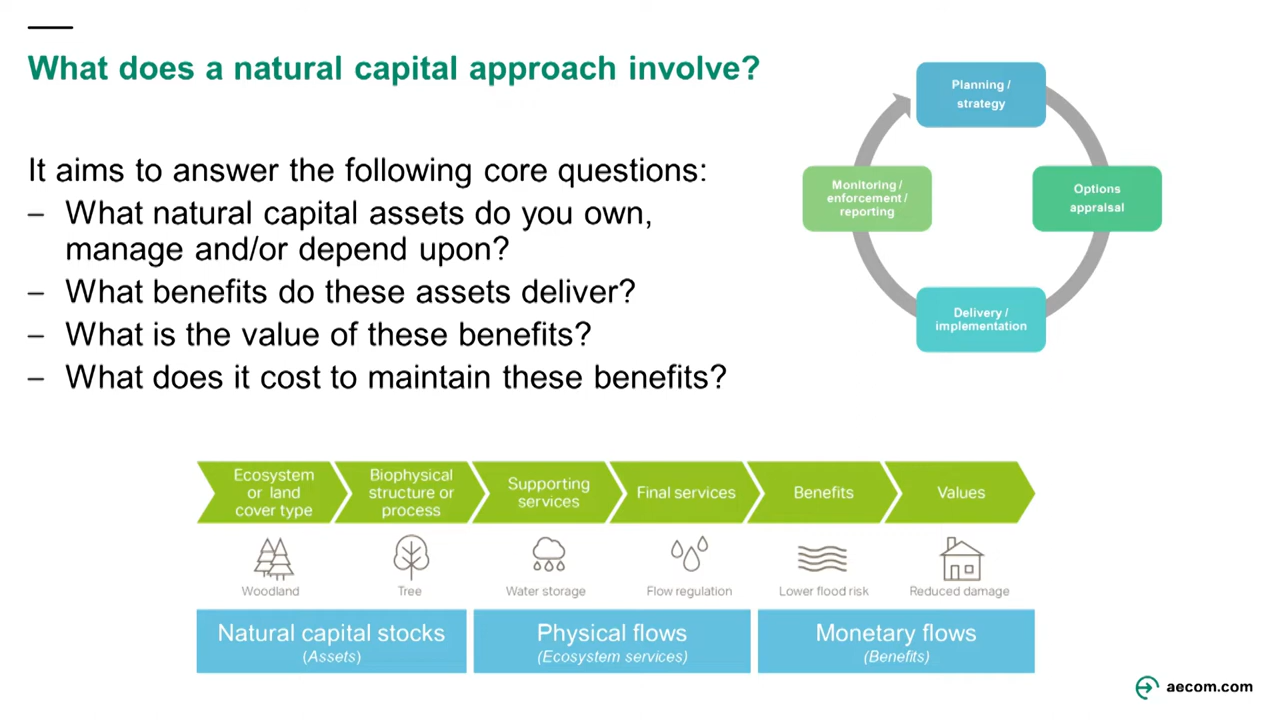 What does a natural capital approach involve?
It aims to answer the following core questions:
– What natural capital assets do you own,
manage and/or depend upon?
– What benefits do these assets deliver?
– What is the value of these benefits?
– What does it cost to maintain these benefits?
Planning /
strategy
Options
appraisal
Delivery /
implementation
Monitoring /
enforcement /
reporting
Ecosystem
or land
cover type
Biophysical
structure or
process
Supporting
services
Final services
Benefits
Values
Woodland
Tree
Water storage
Flow regulation
Lower flood risk
Reduced damage
Natural capital stocks
(Assets)
Physical flows
(Ecosystem services)
Monetary flows
(Benefits)
aecom.com